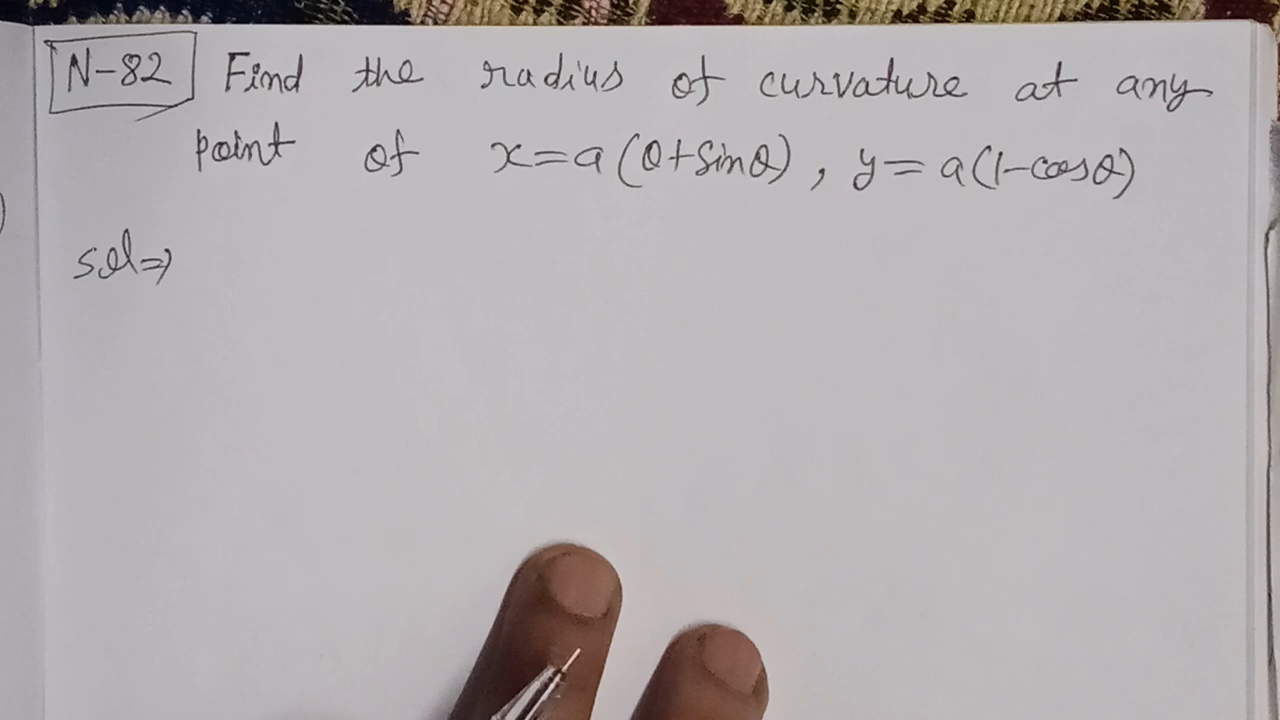 N-82 Find the radius of curvature at any
point of x=a(θ+sinθ), y=a(1-cosθ)
sol⇒